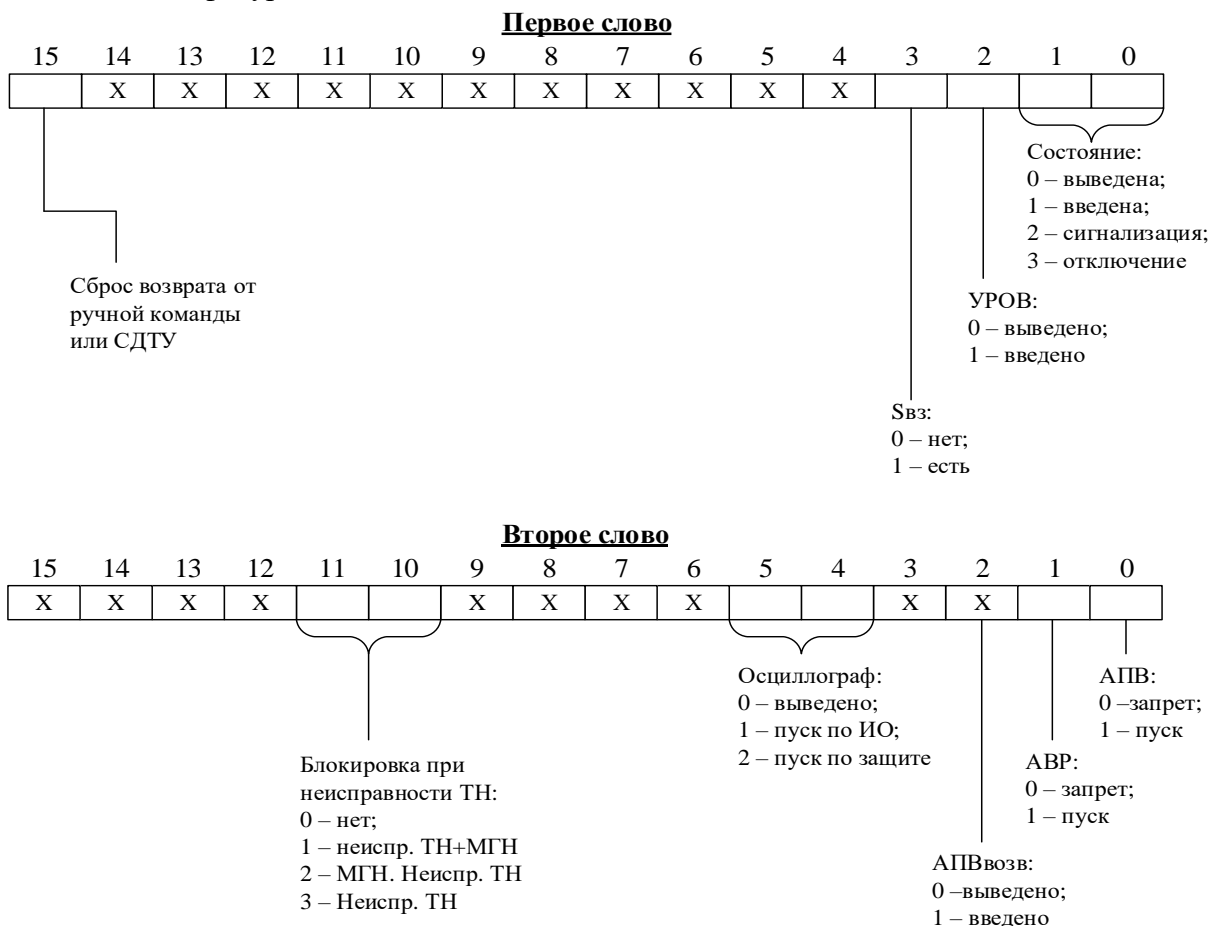 Первое слово
15 14 13 12 11 10 9 8 7 6 5 4 3 2 1 0
X X X X X X X X X X X
Состояние:
0 – выведена;
1 – введена;
2 – сигнализация;
3 – отключение
Сброс возврата от
ручной команды
или СДТУ
УРОВ:
0 – выведено;
1 – введено
Sвз:
0 – нет;
1 – есть
Второе слово
15 14 13 12 11 10 9 8 7 6 5 4 3 2 1 0
X X X X X X X X X X
Осциллограф:
0 – выведено;
1 – пуск по ИО;
2 – пуск по защите
АПВ:
0 –запрет;
1 – пуск
Блокировка при
неисправности ТН:
0 – нет;
1 – неиспр. ТН+МГН
2 – МГН. Неиспр. ТН
3 – Неиспр. ТН
АВР:
0 – запрет;
1 – пуск
АПВвозв:
0 –выведено;
1 – введено